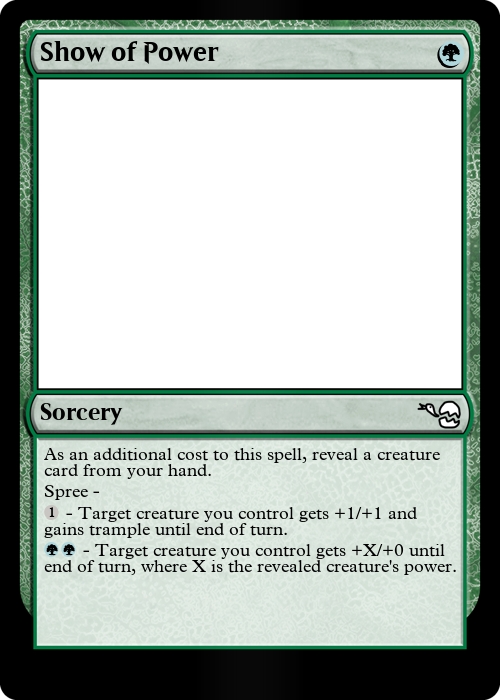 Show of Power
Sorcery
As an additional cost to this spell, reveal a creature
card from your hand.
Spree -
1 - Target creature you control gets +1/+1 and
gains trample until end of turn.
- Target creature you control gets +X/+0 until
end of turn, where X is the revealed creature's power.